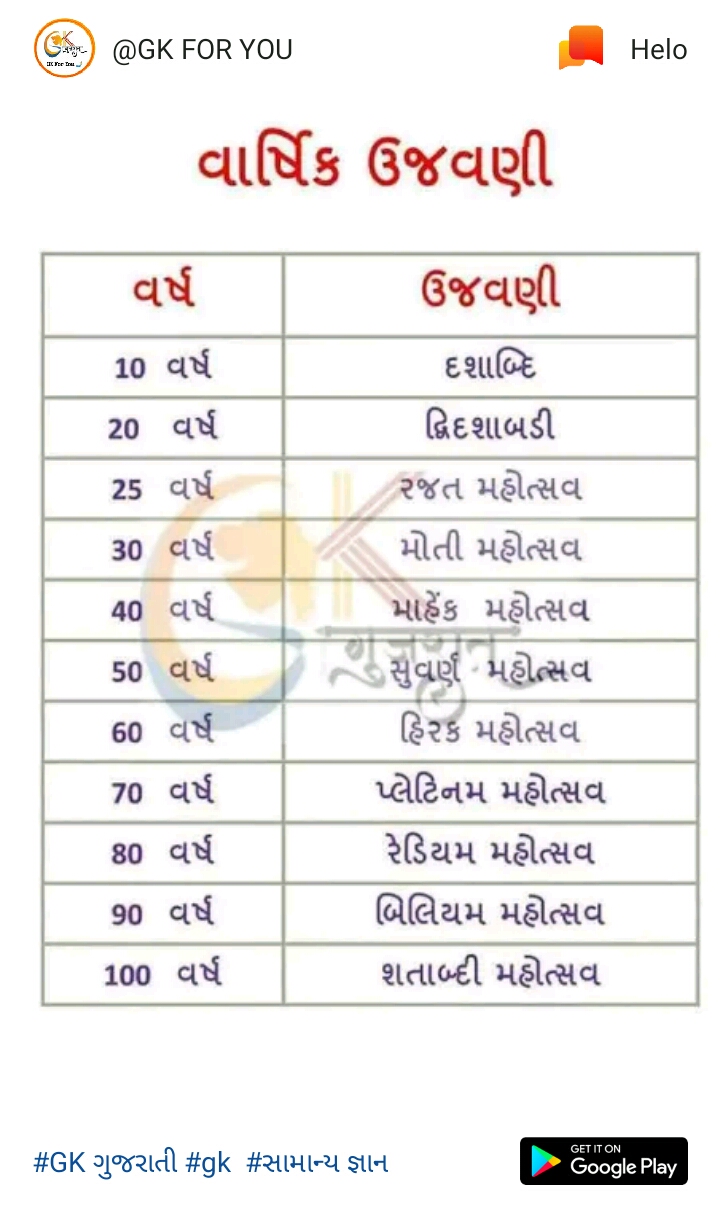 @GK FOR YOU
Helo
વાર્ષિક ઉજવણી
વર્ષ ઉજવણી
10 વર્ષ દશાબ્દિ
20 વર્ષ દ્વિદશાબડી
25 વર્ષ રજત મહોત્સવ
30 વર્ષ મોતી મહોત્સવ
40 વર્ષ માહેંક મહોત્સવ
50 વર્ષ સુવર્ણ મહોત્સવ
60 વર્ષ હિરક મહોત્સવ
70 વર્ષ પ્લેટિનમ મહોત્સવ
80 વર્ષ રેડિયમ મહોત્સવ
90 વર્ષ બિલિયમ મહોત્સવ
100 વર્ષ શતાબ્દી મહોત્સવ
#GK ગુજરાતી #gk #સામાન્ય જ્ઞાન
GET IT ON
Google Play